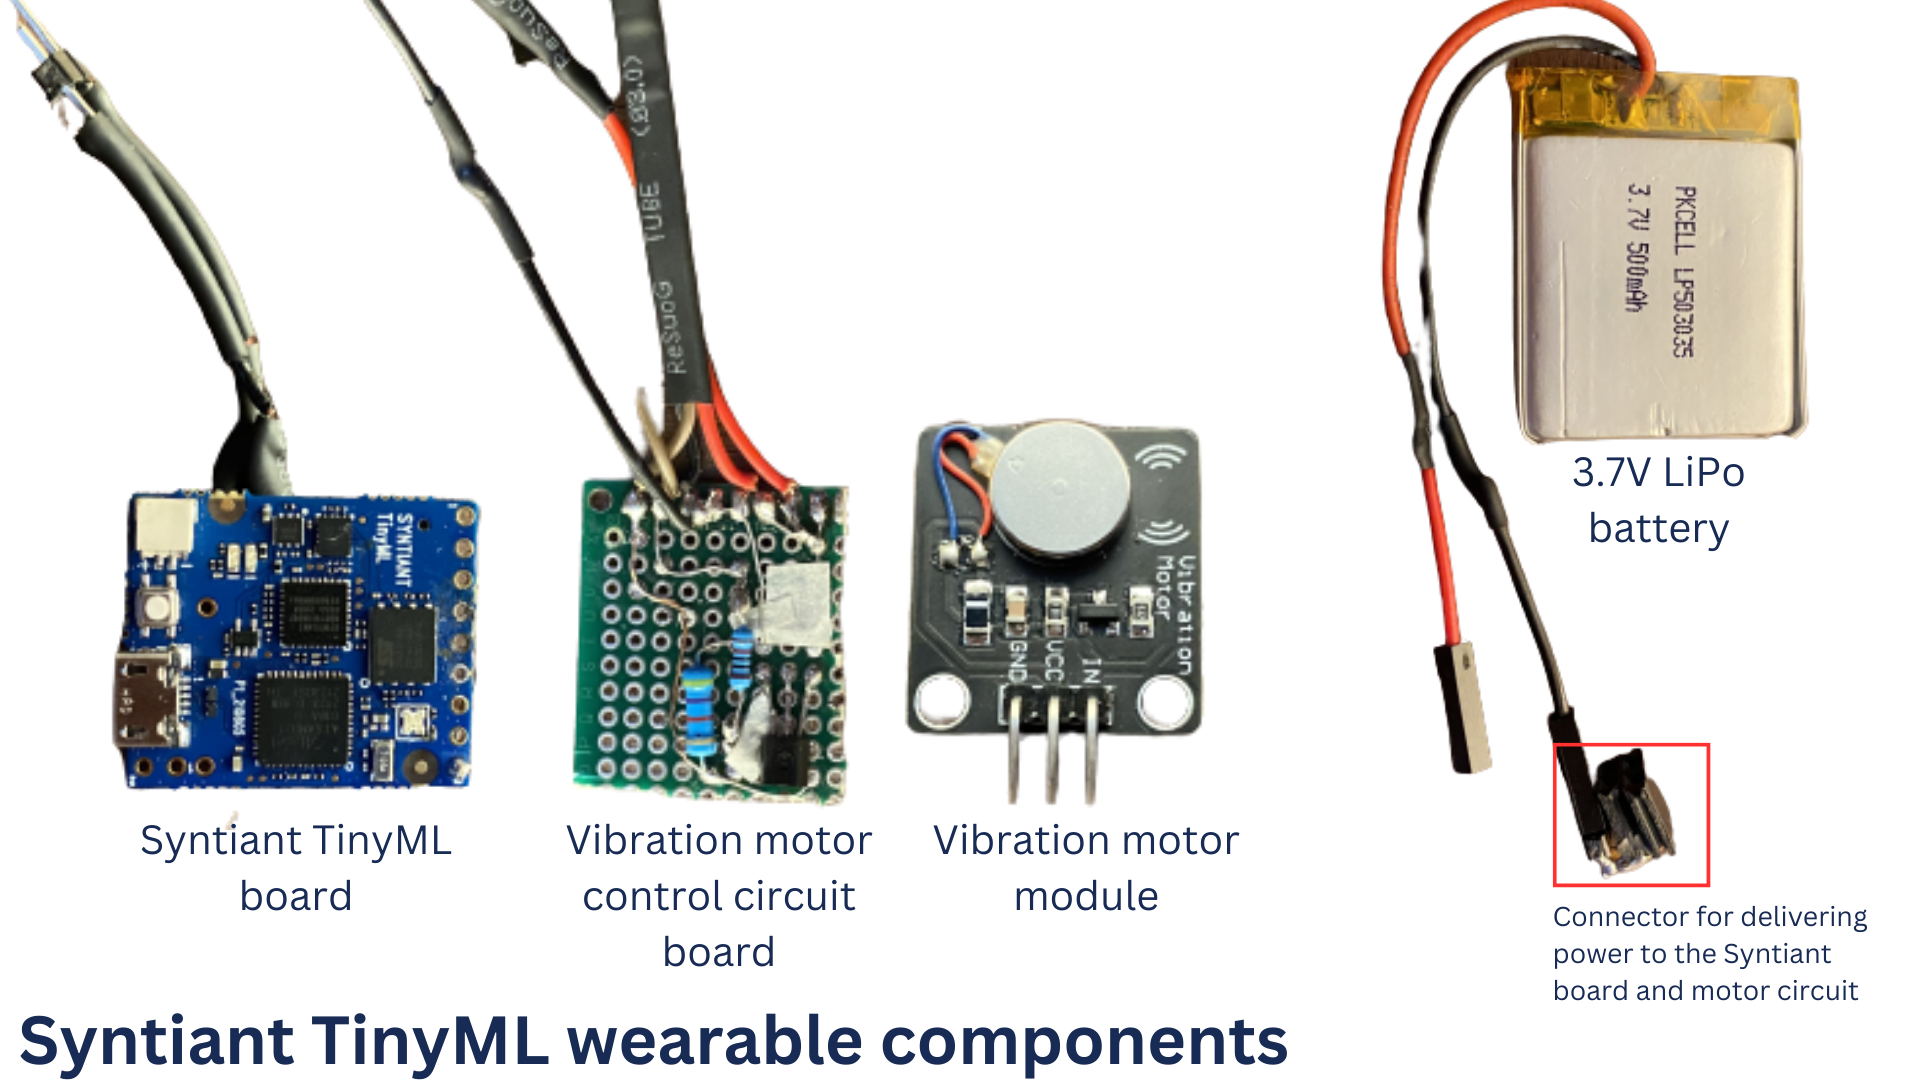 ReSuoG
ReSuoG TUBE (Ø3.0)
PKCELL LP503035
3.7V 500mAh
SYNTIANT
TinyML
Vibration
Motor
GND VCC IN
3.7V LiPo
battery
Syntiant TinyML
board
Vibration motor
control circuit
board
Vibration motor
module
Connector for delivering
power to the Syntiant
board and motor circuit
Syntiant TinyML wearable components